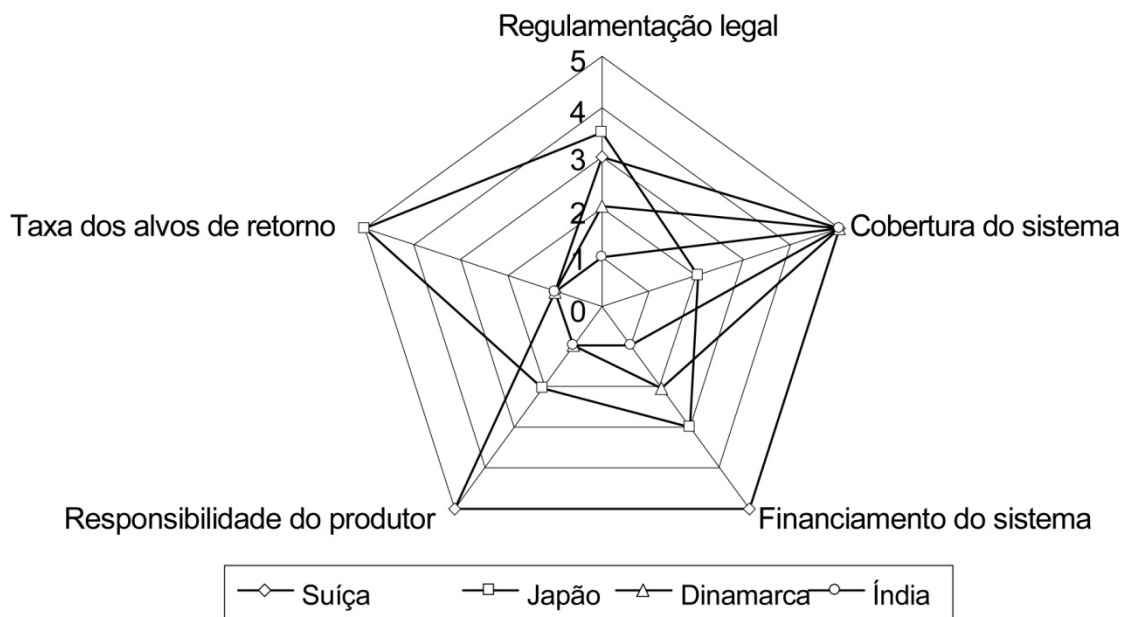 Regulamentação legal
5
4
3
2
1
0
Taxa dos alvos de retorno
Cobertura do sistema
Responsibilidade do produtor
Financiamento do sistema
Suíça Japão Dinamarca Índia